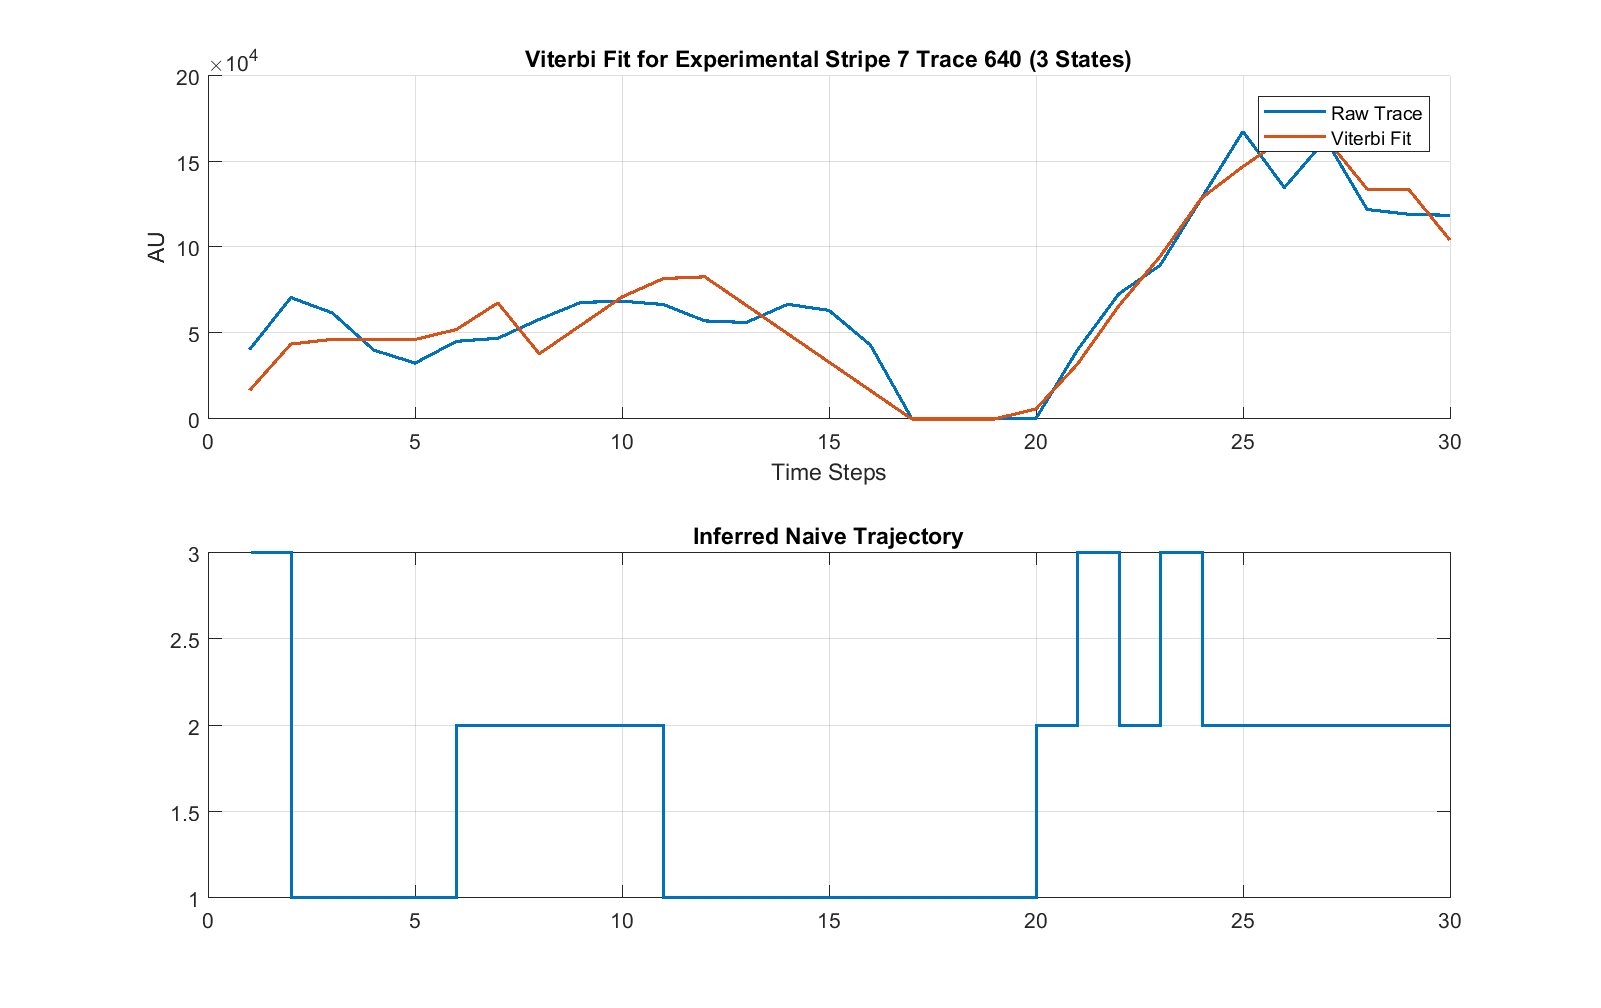 Viterbi Fit for Experimental Stripe 7 Trace 640 (3 States)
×10^4
20
15
10
5
0
AU
Raw Trace
Viterbi Fit
0 5 10 15 20 25 30
Time Steps
Inferred Naive Trajectory
3
2.5
2
1.5
1
0 5 10 15 20 25 30